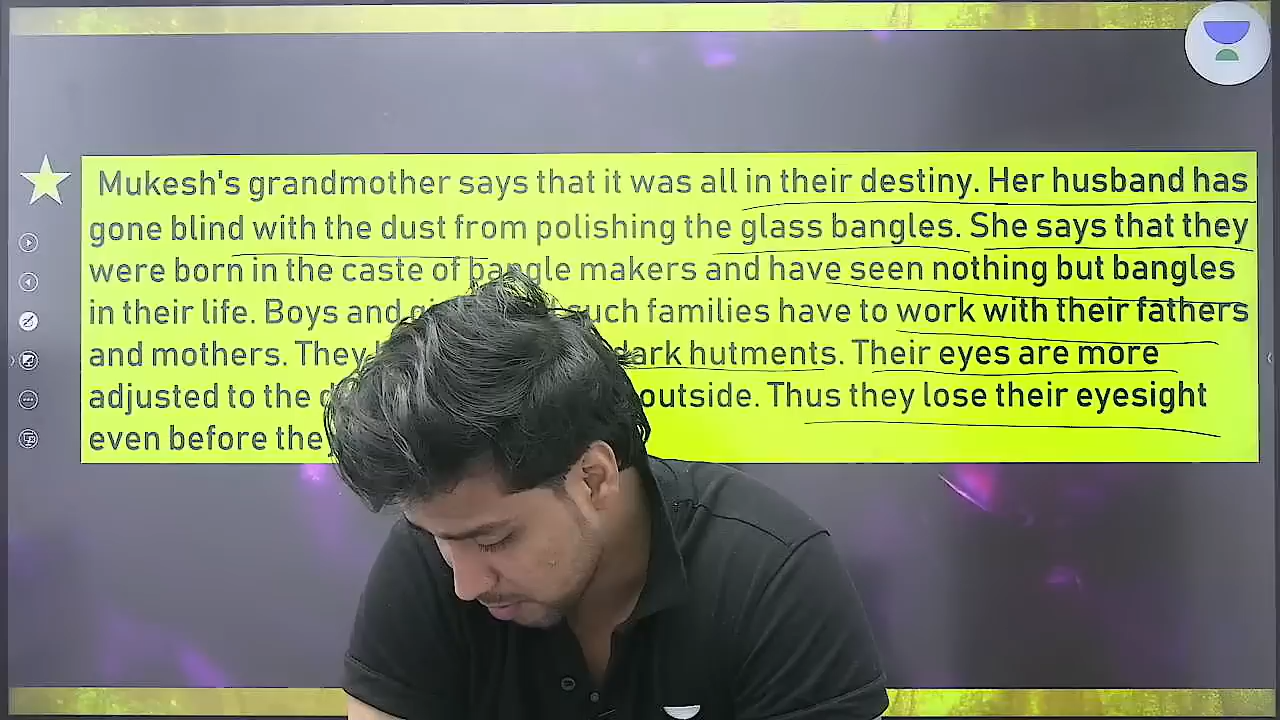 Mukesh's grandmother says that it was all in their destiny. Her husband has
gone blind with the dust from polishing the glass bangles. She says that they
were born in the caste of bangle makers and have seen nothing but bangles
in their life. Boys and such families have to work with their fathers
and mothers. They dark hutments. Their eyes are more
adjusted to the outside. Thus they lose their eyesight
even before they